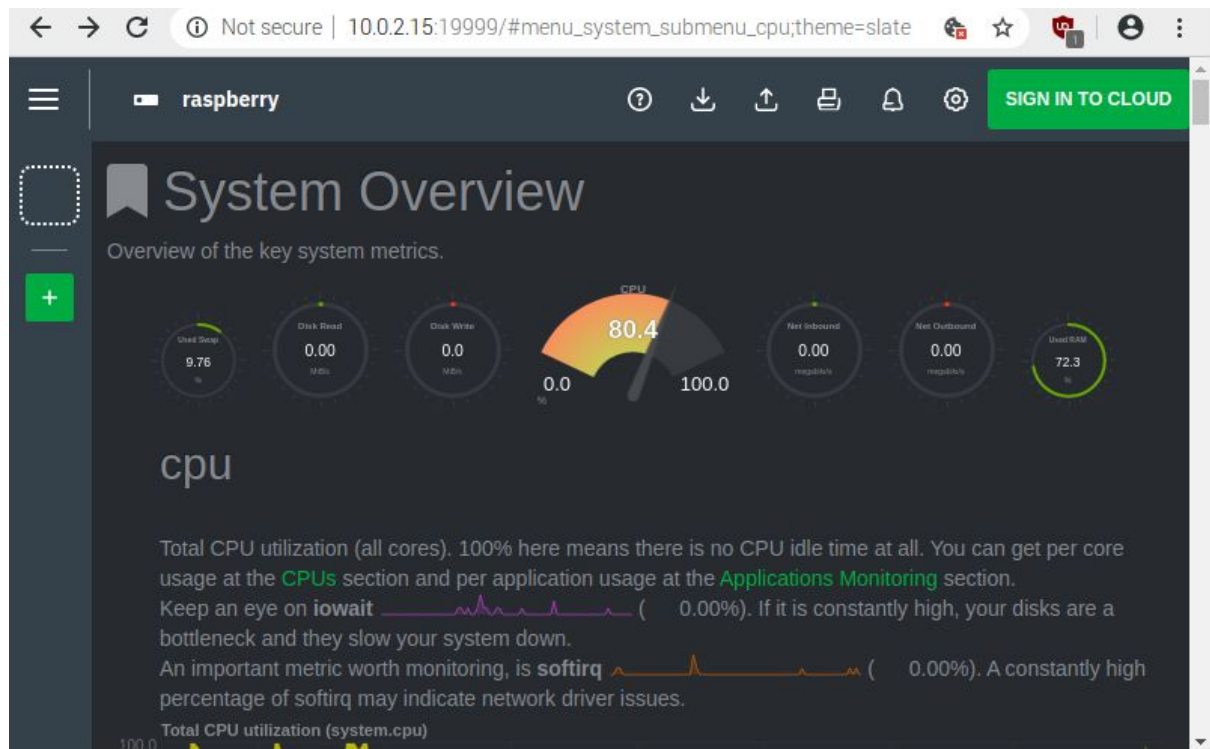 Not secure | 10.0.2.15:19999/#menu_system_submenu_cpu;theme=slate
1
raspberry
SIGN IN TO CLOUD
System Overview
Overview of the key system metrics.
+
CPU
Used Swap
9.76
%
Disk Read
0.00
MiB/s
Disk Write
0.0
MiB/s
80.4
0.0
100.0
%
Net Inbound
0.00
megabits/s
Net Outbound
0.00
megabits/s
Used RAM
72.3
%
cpu
Total CPU utilization (all cores). 100% here means there is no CPU idle time at all. You can get per core
usage at the CPUs section and per application usage at the Applications Monitoring section.
Keep an eye on iowait ( 0.00%). If it is constantly high, your disks are a
bottleneck and they slow your system down.
An important metric worth monitoring, is softirq ( 0.00%). A constantly high
percentage of softirq may indicate network driver issues.
Total CPU utilization (system.cpu)
100.0